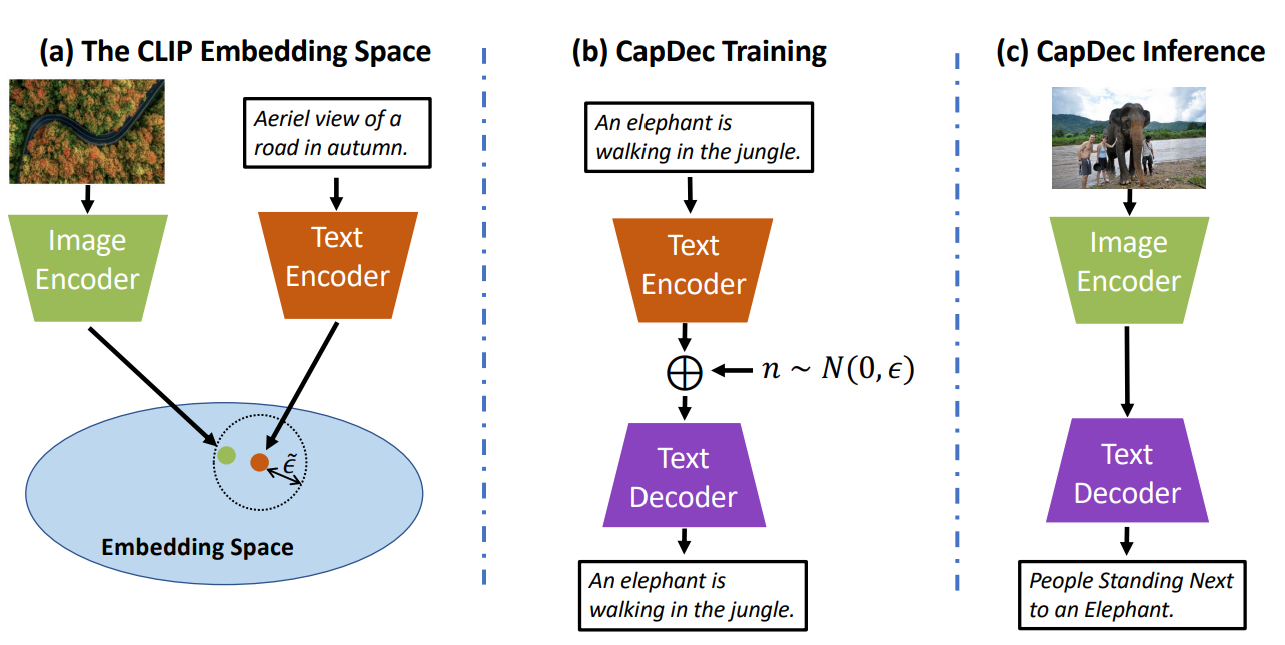 (a) The CLIP Embedding Space
Aeriel view of a
road in autumn.
Image
Encoder
Text
Encoder
ϵ̃
Embedding Space
(b) CapDec Training
An elephant is
walking in the jungle.
Text
Encoder
⊕
n ~ N(0, ϵ)
Text
Decoder
An elephant is
walking in the jungle.
(c) CapDec Inference
Image
Encoder
Text
Decoder
People Standing Next
to an Elephant.